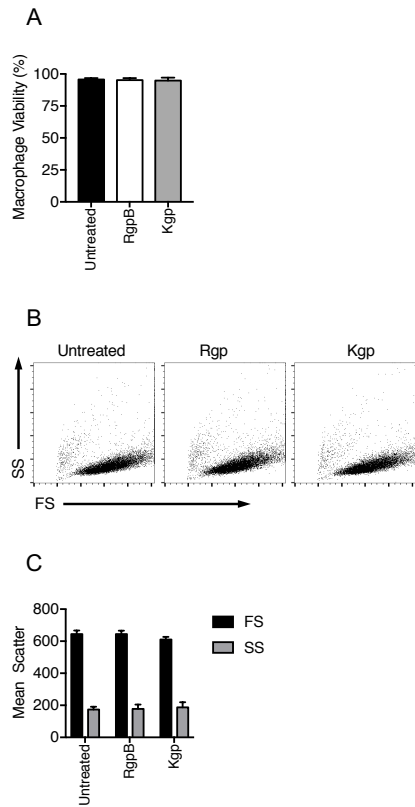 A
Macrophage Viability (%)
100
75
50
25
0
Untreated
RgpB
Kgp
B
Untreated Rgp Kgp
SS
FS
C
Mean Scatter
800
600
400
200
0
Untreated
RgpB
Kgp
FS
SS